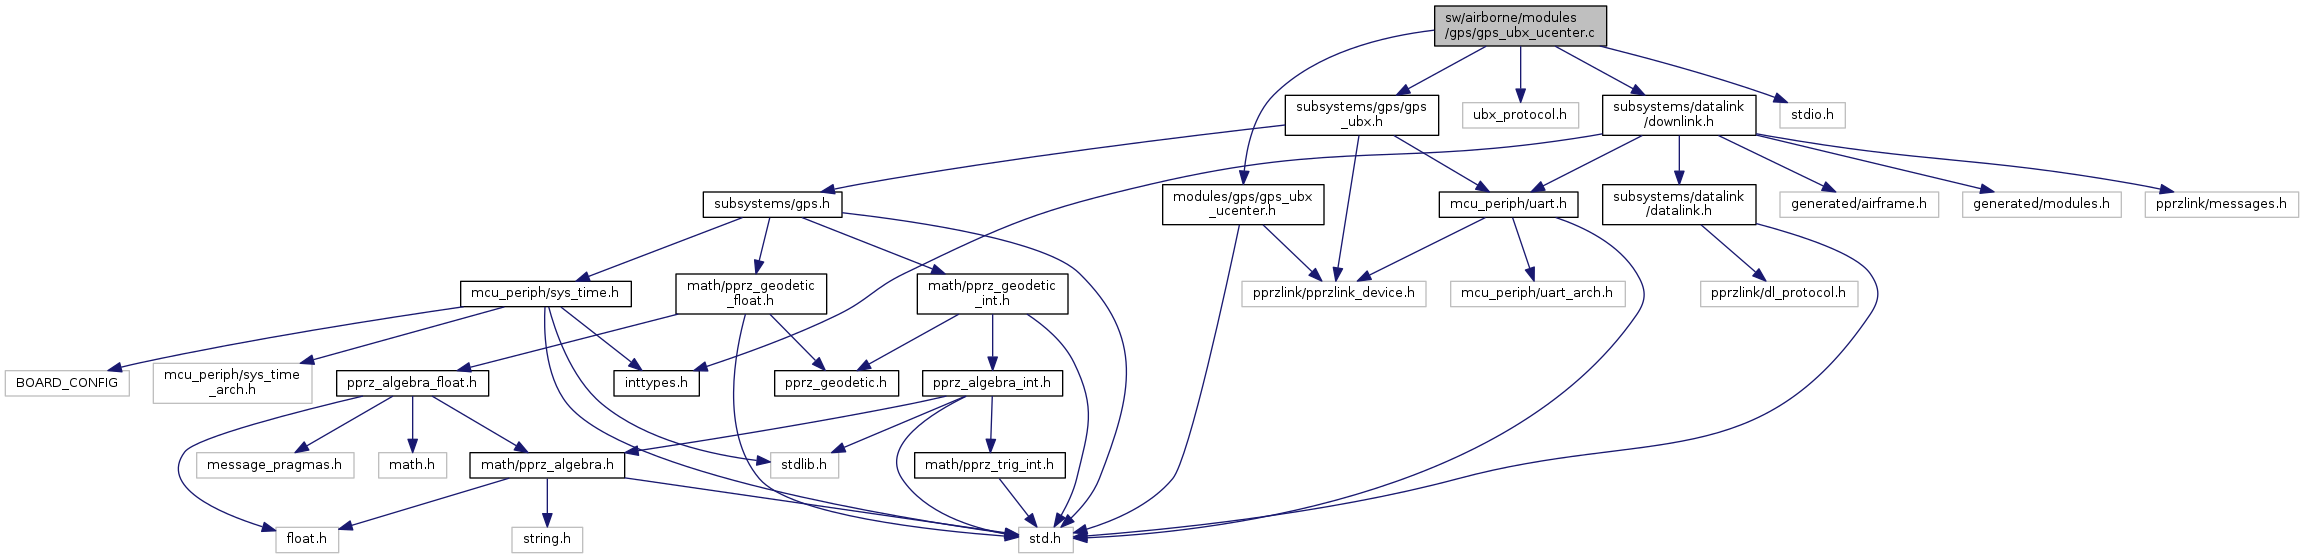 sw/airborne/modules
/gps/gps_ubx_ucenter.c
subsystems/gps/gps
_ubx.h
ubx_protocol.h
subsystems/datalink
/downlink.h
stdio.h
subsystems/gps.h
modules/gps/gps_ubx
_ucenter.h
mcu_periph/uart.h
subsystems/datalink
/datalink.h
generated/airframe.h
generated/modules.h
pprzlink/messages.h
mcu_periph/sys_time.h
math/pprz_geodetic
_float.h
math/pprz_geodetic
_int.h
pprzlink/pprzlink_device.h
mcu_periph/uart_arch.h
pprzlink/dl_protocol.h
BOARD_CONFIG
mcu_periph/sys_time
_arch.h
pprz_algebra_float.h
inttypes.h
pprz_geodetic.h
pprz_algebra_int.h
message_pragmas.h
math.h
math/pprz_algebra.h
stdlib.h
math/pprz_trig_int.h
float.h
string.h
std.h